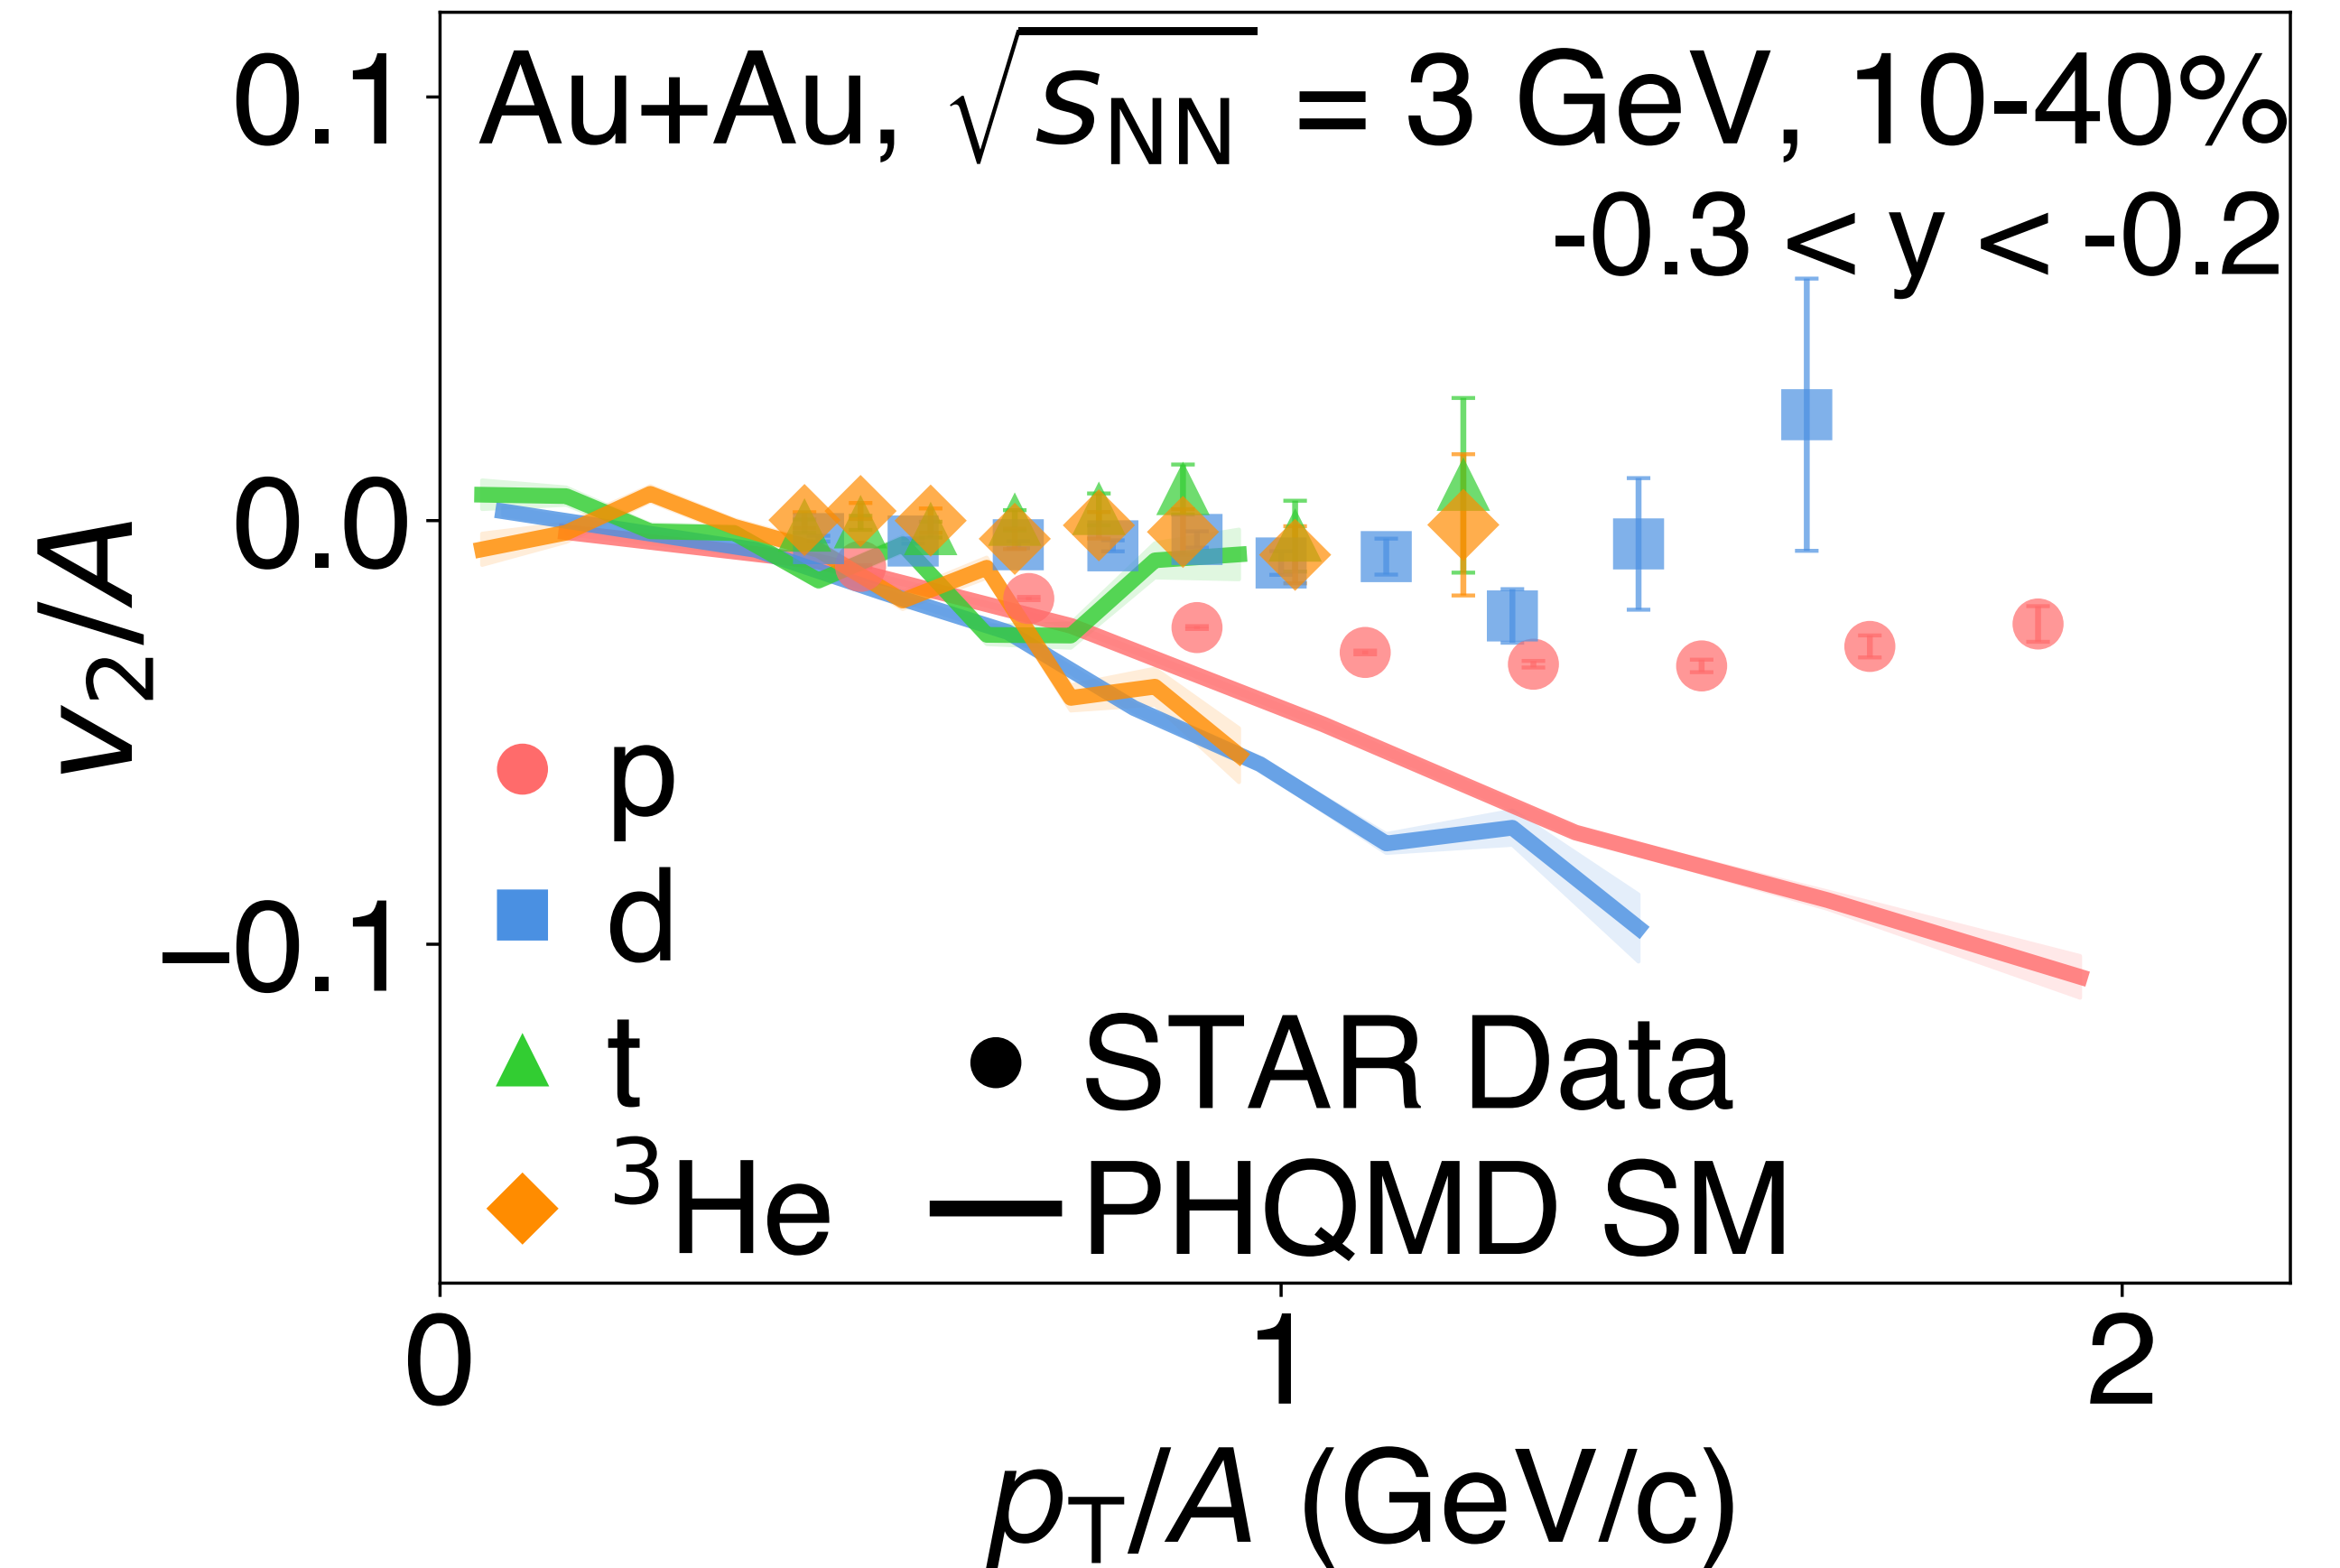 Au+Au, √sNN = 3 GeV, 10-40%
-0.3 < y < -0.2
0.1
0.0
−0.1
v2/A
p
d
t
3He
STAR Data
PHQMD SM
0
1
2
pT/A (GeV/c)